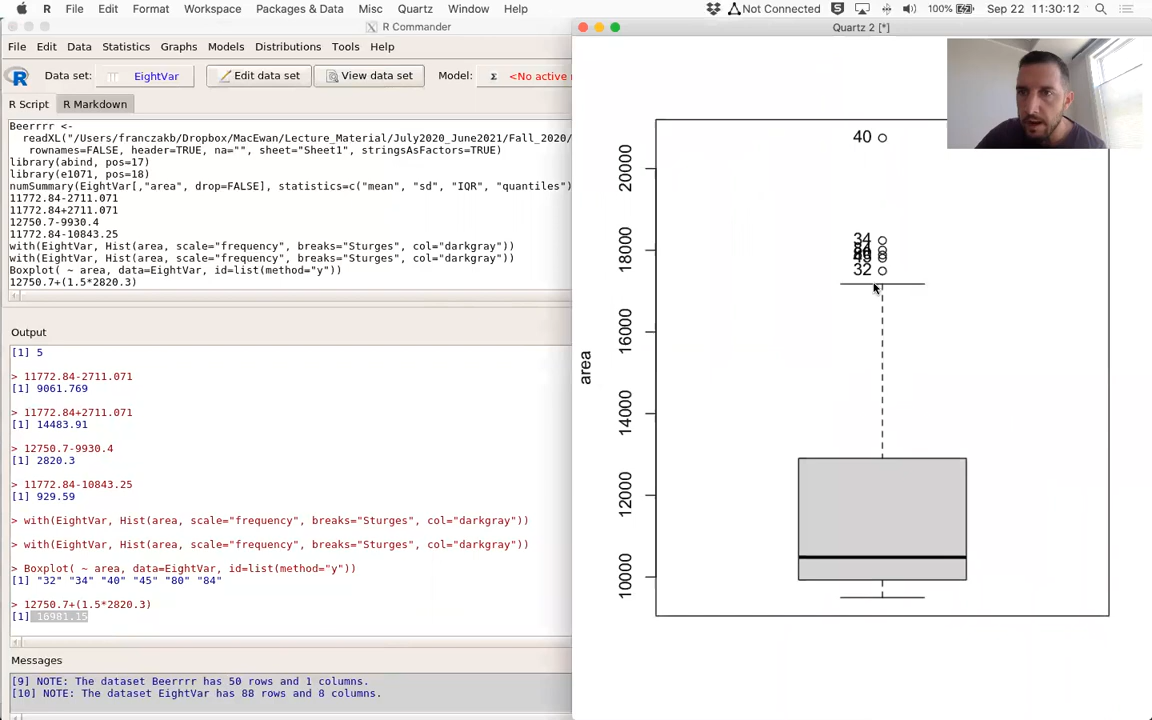 R File Edit Format Workspace Packages & Data Misc Quartz Window Help Not Connected 100% Sep 22 11:30:12
R Commander
Quartz 2 [*]
File Edit Data Statistics Graphs Models Distributions Tools Help
Data set: EightVar Edit data set View data set Model: Σ <No active m
R Script R Markdown
Beerrrr <-
readXL("/Users/franczakb/Dropbox/MacEwan/Lecture_Material/July2020_June2021/Fall_2020/
rownames=FALSE, header=TRUE, na="", sheet="Sheet1", stringsAsFactors=TRUE)
library(abind, pos=17)
library(e1071, pos=18)
numSummary(EightVar[,"area", drop=FALSE], statistics=c("mean", "sd", "IQR", "quantiles")
11772.84-2711.071
11772.84+2711.071
12750.7-9930.4
11772.84-10843.25
with(EightVar, Hist(area, scale="frequency", breaks="Sturges", col="darkgray"))
with(EightVar, Hist(area, scale="frequency", breaks="Sturges", col="darkgray"))
Boxplot( ~ area, data=EightVar, id=list(method="y"))
12750.7+(1.5*2820.3)
Output
[1] 5
> 11772.84-2711.071
[1] 9061.769
> 11772.84+2711.071
[1] 14483.91
> 12750.7-9930.4
[1] 2820.3
> 11772.84-10843.25
[1] 929.59
> with(EightVar, Hist(area, scale="frequency", breaks="Sturges", col="darkgray"))
> with(EightVar, Hist(area, scale="frequency", breaks="Sturges", col="darkgray"))
> Boxplot( ~ area, data=EightVar, id=list(method="y"))
[1] "32" "34" "40" "45" "80" "84"
> 12750.7+(1.5*2820.3)
[1] 16981.15
Messages
[9] NOTE: The dataset Beerrrr has 50 rows and 1 columns.
[10] NOTE: The dataset EightVar has 88 rows and 8 columns.
area
20000
18000
16000
14000
12000
10000
40
34
32